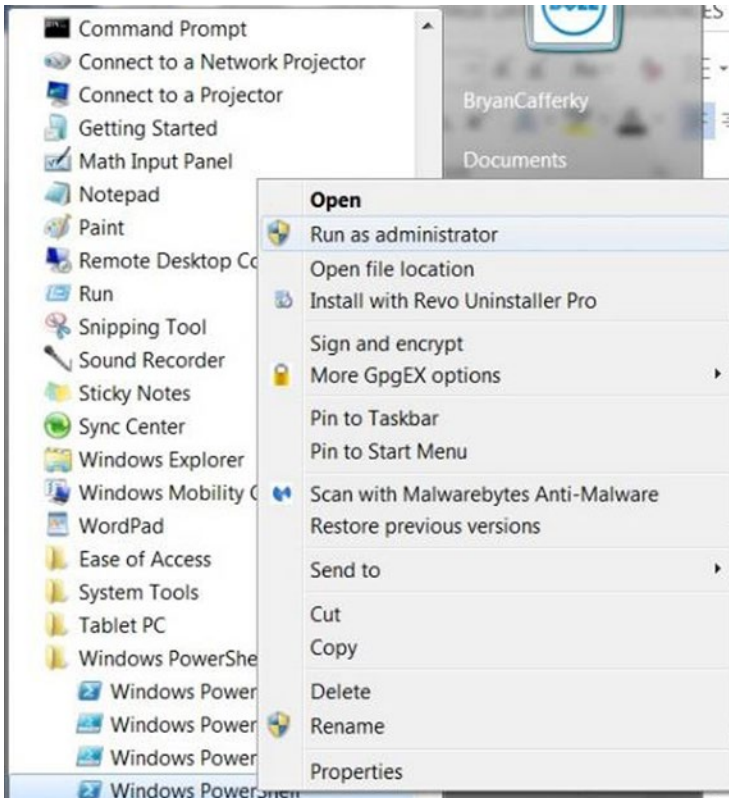 Command Prompt
Connect to a Network Projector
Connect to a Projector
Getting Started
Math Input Panel
Notepad
Paint
Remote Desktop Co
Run
Snipping Tool
Sound Recorder
Sticky Notes
Sync Center
Windows Explorer
Windows Mobility C
WordPad
Ease of Access
System Tools
Tablet PC
Windows PowerShe
Windows Power
Windows Power
Windows Power
Windows PowerShell
DELL
ES
BryanCafferky
Documents
Open
Run as administrator
Open file location
Install with Revo Uninstaller Pro
Sign and encrypt
More GpgEX options
Pin to Taskbar
Pin to Start Menu
Scan with Malwarebytes Anti-Malware
Restore previous versions
Send to
Cut
Copy
Delete
Rename
Properties